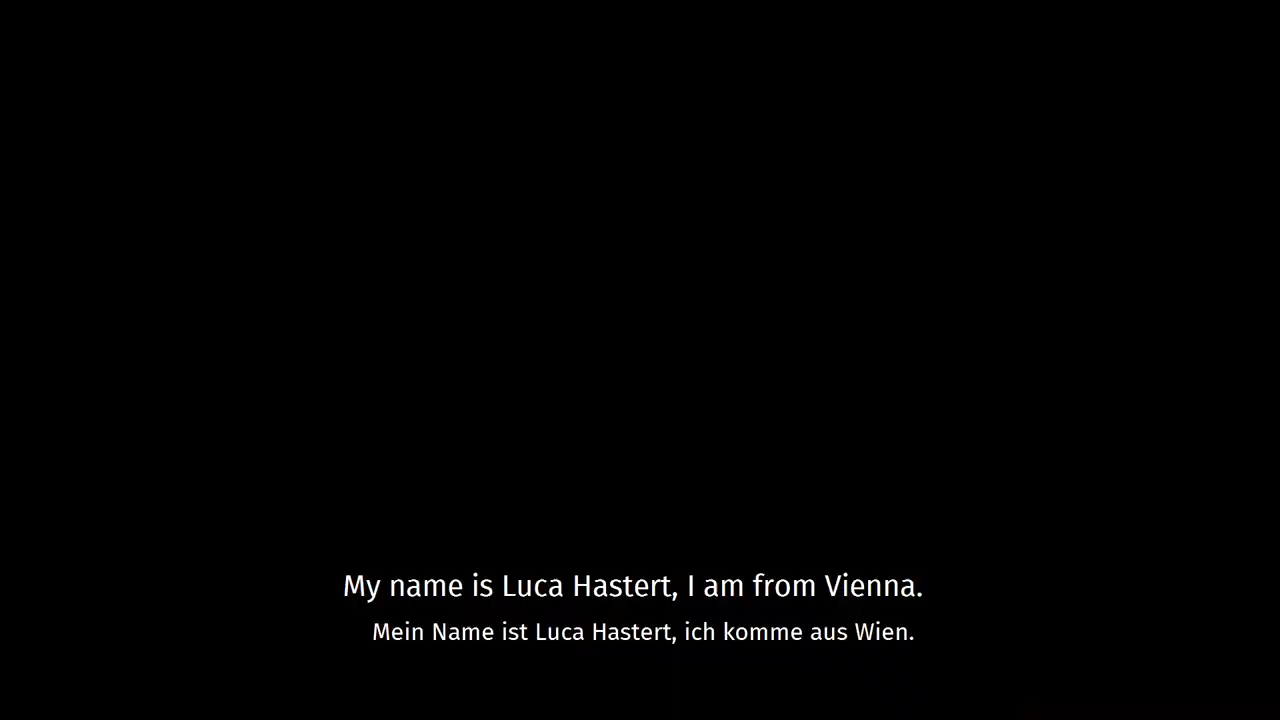 My name is Luca Hastert, I am from Vienna.
Mein Name ist Luca Hastert, ich komme aus Wien.